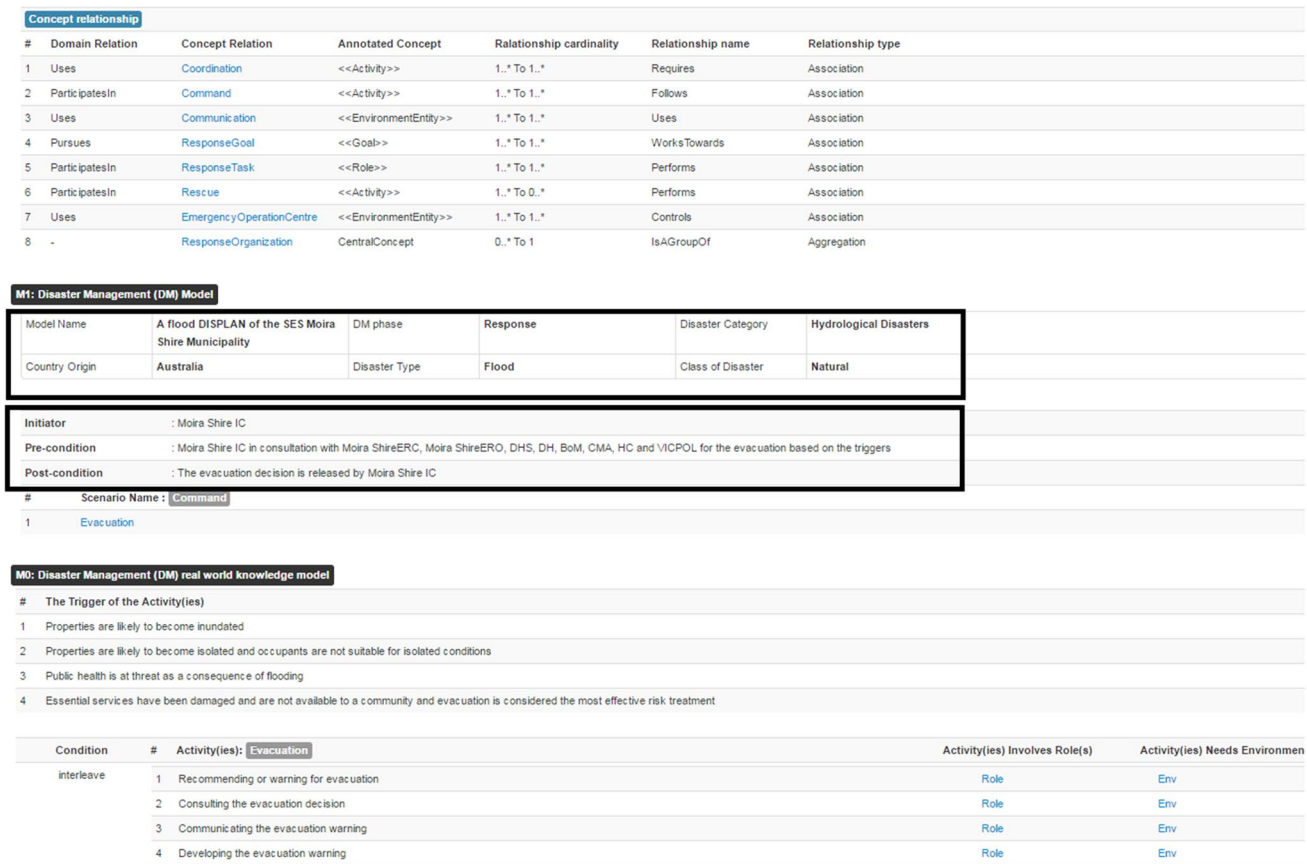 Concept relationship
# Domain Relation Concept Relation Annotated Concept Ralationship cardinality Relationship name Relationship type
1 Uses Coordination <<Activity>> 1..* To 1..* Requires Association
2 ParticipatesIn Command <<Activity>> 1..* To 1..* Follows Association
3 Uses Communication <<EnvironmentEntity>> 1..* To 1..* Uses Association
4 Pursues ResponseGoal <<Goal>> 1..* To 1..* WorksTowards Association
5 ParticipatesIn ResponseTask <<Role>> 1..* To 1..* Performs Association
6 ParticipatesIn Rescue <<Activity>> 1..* To 0..* Performs Association
7 Uses EmergencyOperationCentre <<EnvironmentEntity>> 1..* To 1..* Controls Association
8 - ResponseOrganization CentralConcept 0..* To 1 IsAGroupOf Aggregation
M1: Disaster Management (DM) Model
Model Name A flood DISPLAN of the SES Moira DM phase Response Disaster Category Hydrological Disasters
Shire Municipality
Country Origin Australia Disaster Type Flood Class of Disaster Natural
Initiator : Moira Shire IC
Pre-condition : Moira Shire IC in consultation with Moira ShireERC, Moira ShireERO, DHS, DH, BoM, CMA, HC and VICPOL for the evacuation based on the triggers
Post-condition : The evacuation decision is released by Moira Shire IC
# Scenario Name : Command
1 Evacuation
M0: Disaster Management (DM) real world knowledge model
# The Trigger of the Activity(ies)
1 Properties are likely to become inundated
2 Properties are likely to become isolated and occupants are not suitable for isolated conditions
3 Public health is at threat as a consequence of flooding
4 Essential services have been damaged and are not available to a community and evacuation is considered the most effective risk treatment
Condition # Activity(ies): Evacuation Activity(ies) Involves Role(s) Activity(ies) Needs Environmen
interleave 1 Recommending or warning for evacuation Role Env
2 Consulting the evacuation decision Role Env
3 Communicating the evacuation warning Role Env
4 Developing the evacuation warning Role Env